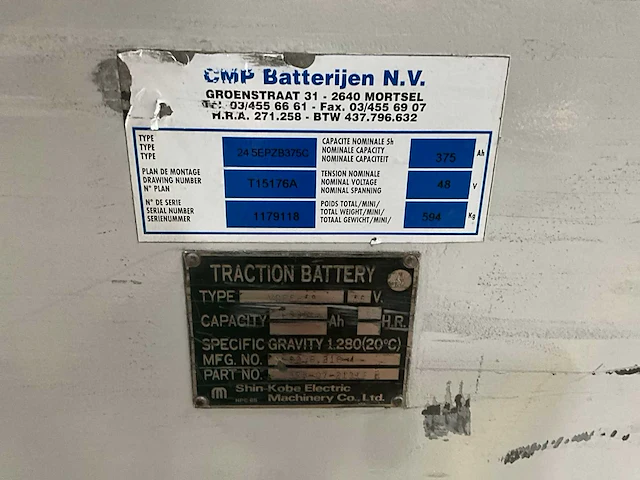 GMP Batterijen N.V.
GROENSTRAAT 31 - 2640 MORTSEL
Tel. 03/455 66 61 - Fax. 03/455 69 07
H.R.A. 271.258 - BTW 437.796.632
TYPE
TYPE
TYPE
24 5EPZB375C
CAPACITE NOMINALE 5h
NOMINALE CAPACITY
NOMINALE CAPACITEIT
375 Ah
PLAN DE MONTAGE
DRAWING NUMBER
N° PLAN
T15176A
TENSION NOMINALE
NOMINAL VOLTAGE
NOMINAL SPANNING
48 V
N° DE SERIE
SERIAL NUMBER
SERIENUMMER
1179118
POIDS TOTAL/MINI/
TOTAL WEIGHT/MINI/
TOTAAL GEWICHT/MINI/
594 Kg
TRACTION BATTERY
TYPE V.
CAPACITY Ah H.R.
SPECIFIC GRAVITY 1.280(20°C)
MFG. NO.
PART NO.
Shin-Kobe Electric
Machinery Co., Ltd.